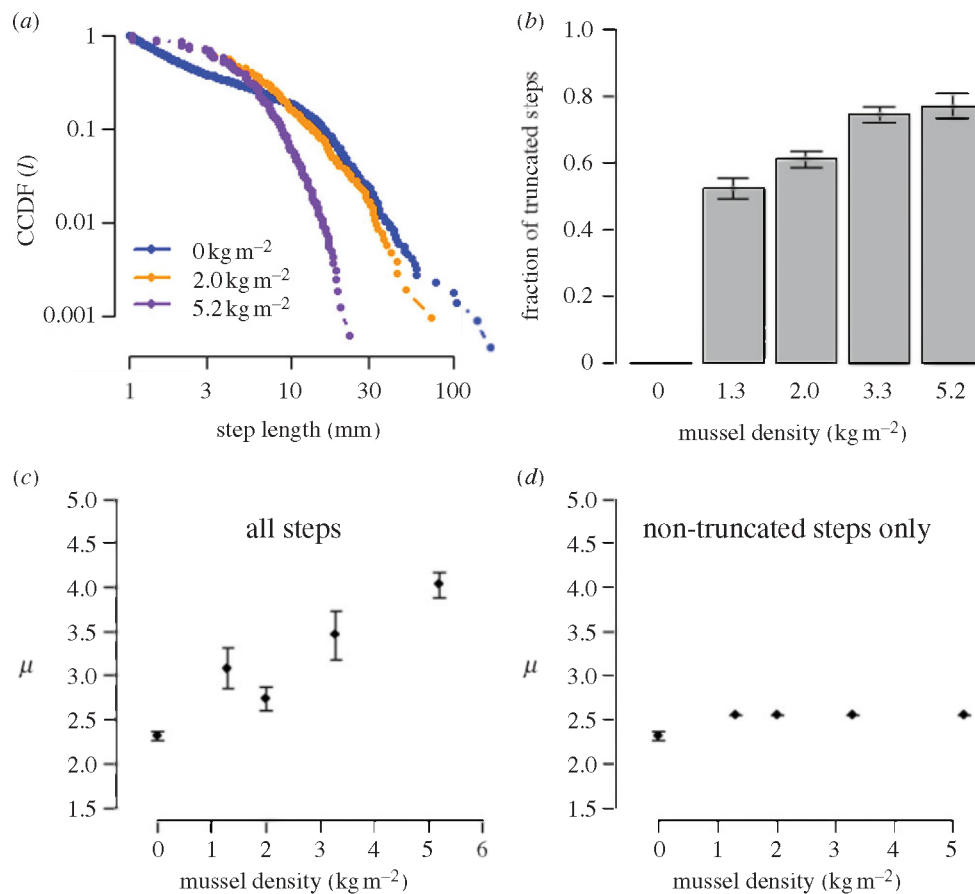 (a)
1
0.1
0.01
0.001
CCDF (l)
0 kg m⁻²
2.0 kg m⁻²
5.2 kg m⁻²
1 3 10 30 100
step length (mm)
(b)
1.0
0.8
0.6
0.4
0.2
0
fraction of truncated steps
0 1.3 2.0 3.3 5.2
mussel density (kg m⁻²)
(c)
all steps
5.0
4.5
4.0
3.5
3.0
2.5
2.0
1.5
μ
0 1 2 3 4 5 6
mussel density (kg m⁻²)
(d)
non-truncated steps only
5.0
4.5
4.0
3.5
3.0
2.5
2.0
1.5
μ
0 1 2 3 4 5
mussel density (kg m⁻²)